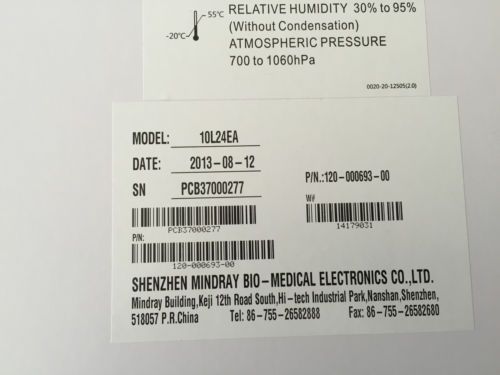 RELATIVE HUMIDITY 30% to 95%
55℃
(Without Condensation)
-20℃
ATMOSPHERIC PRESSURE
700 to 1060hPa
0020-20-12505(2.0)
MODEL: 10L24EA
DATE: 2013-08-12
SN PCB37000277
P/N.:120-000693-00
W#
PCB37000277
14179031
P/N:
120-000693-00
SHENZHEN MINDRAY BIO-MEDICAL ELECTRONICS CO.,LTD.
Mindray Building,Keji 12th Road South,Hi-tech Industrial Park,Nanshan,Shenzhen,
518057 P.R.China Tel: 86-755-26582888 Fax: 86-755-26582680